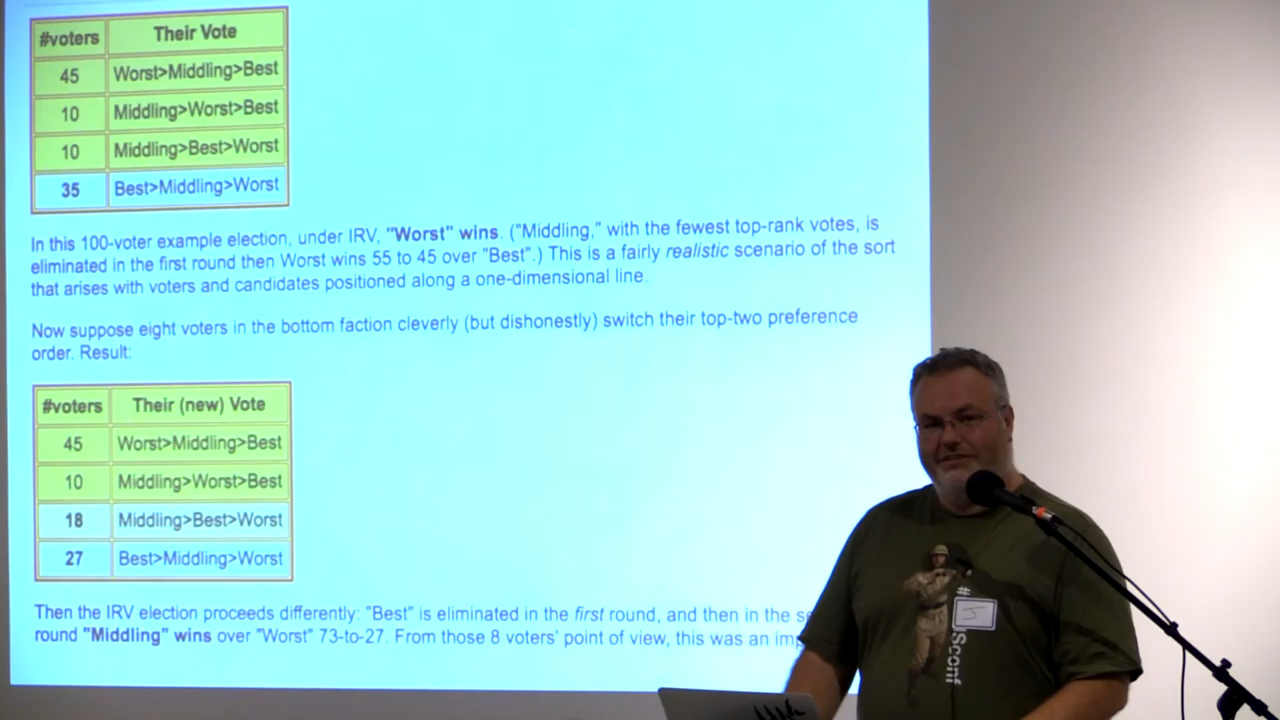 #voters Their Vote
45 Worst>Middling>Best
10 Middling>Worst>Best
10 Middling>Best>Worst
35 Best>Middling>Worst
In this 100-voter example election, under IRV, "Worst" wins. ("Middling," with the fewest top-rank votes, is
eliminated in the first round then Worst wins 55 to 45 over "Best".) This is a fairly realistic scenario of the sort
that arises with voters and candidates positioned along a one-dimensional line.
Now suppose eight voters in the bottom faction cleverly (but dishonestly) switch their top-two preference
order. Result:
#voters Their (new) Vote
45 Worst>Middling>Best
10 Middling>Worst>Best
18 Middling>Best>Worst
27 Best>Middling>Worst
Then the IRV election proceeds differently: "Best" is eliminated in the first round, and then in the
round "Middling" wins over "Worst" 73-to-27. From those 8 voters' point of view, this was an
J